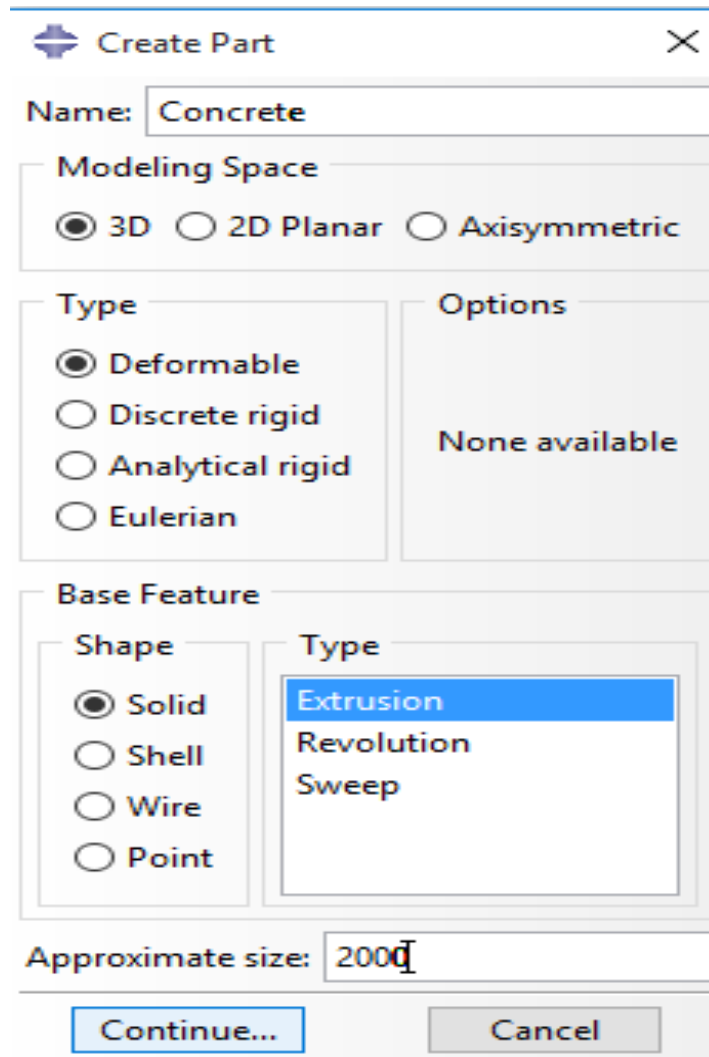 Create Part
Name: Concrete
Modeling Space
3D 2D Planar Axisymmetric
Type
Deformable
Discrete rigid
Analytical rigid
Eulerian
Options
None available
Base Feature
Shape
Solid
Shell
Wire
Point
Type
Extrusion
Revolution
Sweep
Approximate size: 2000
Continue... Cancel